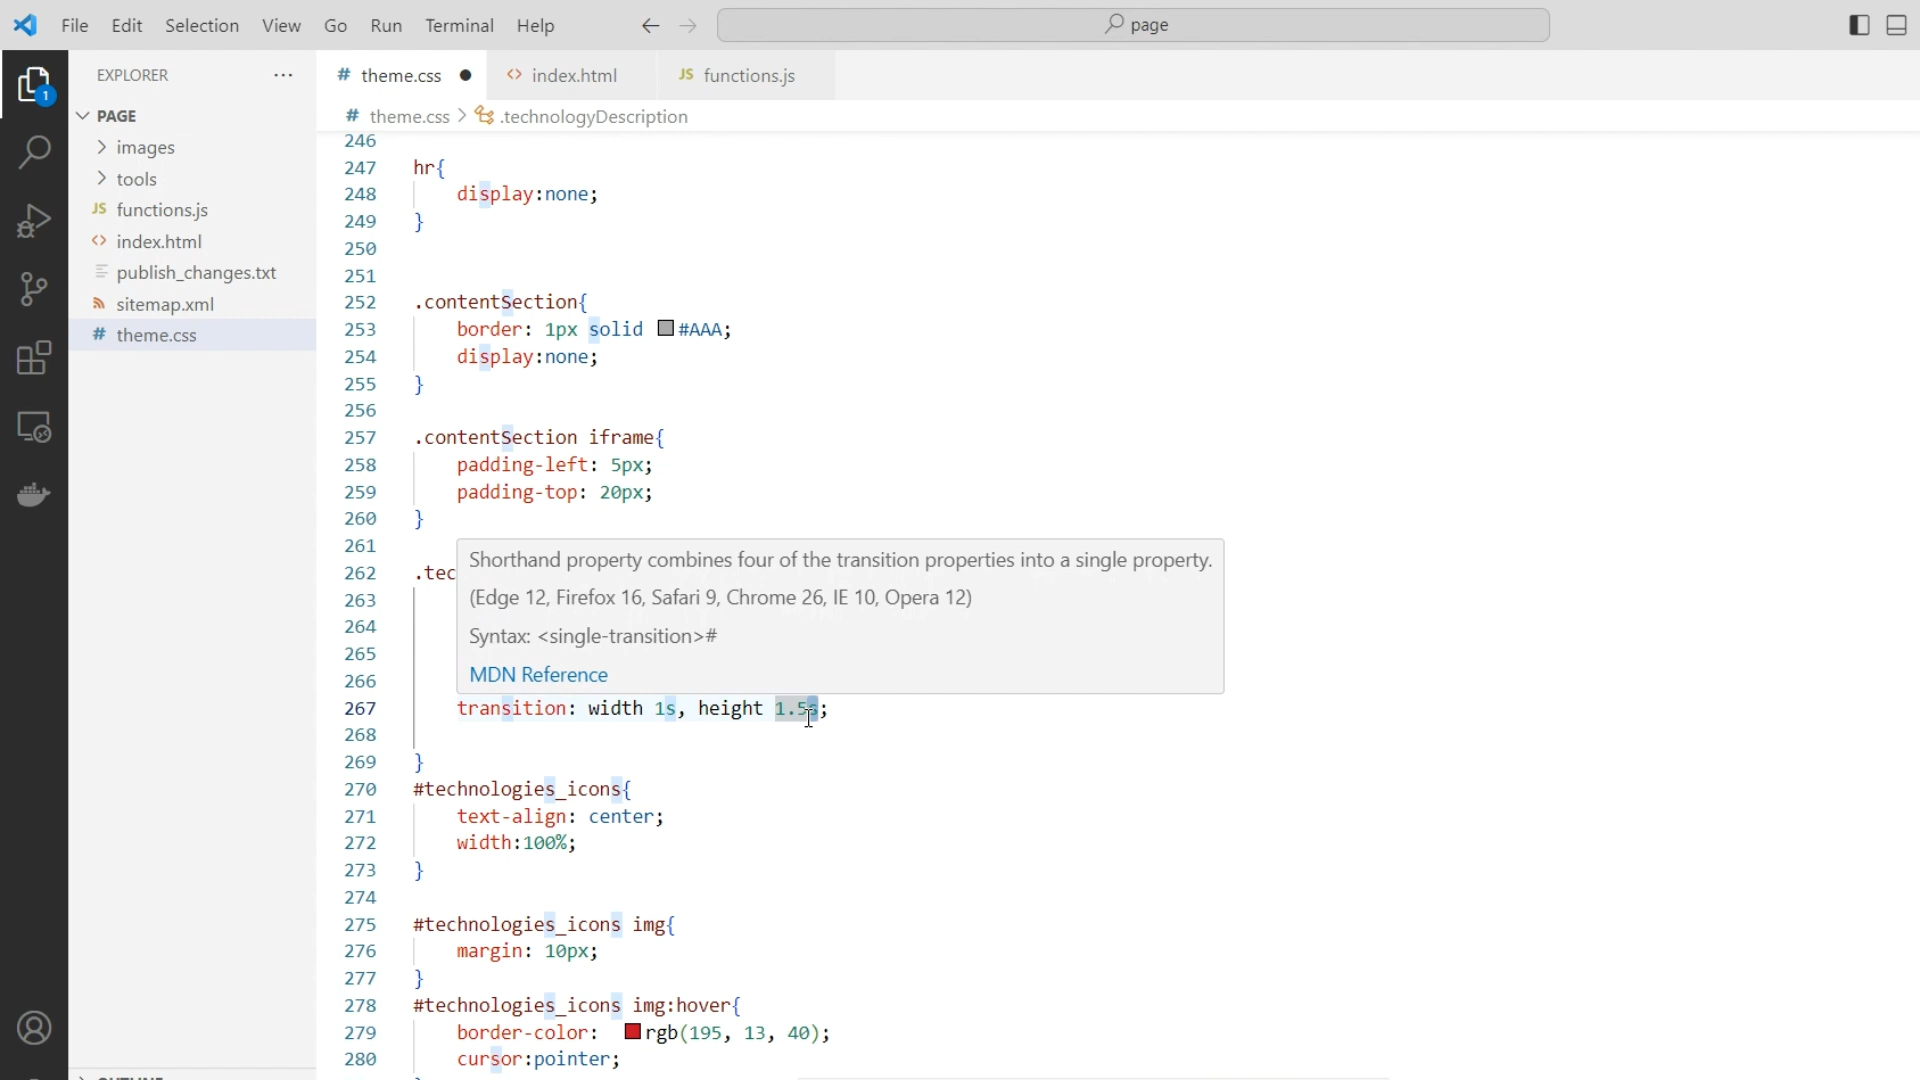 File Edit Selection View Go Run Terminal Help
page
EXPLORER
PAGE
images
tools
JS functions.js
<> index.html
publish_changes.txt
sitemap.xml
# theme.css
1
# theme.css
<> index.html
JS functions.js
# theme.css > .technologyDescription
246
247 hr{
248 display:none;
249 }
250
251
252 .contentSection{
253 border: 1px solid #AAA;
254 display:none;
255 }
256
257 .contentSection iframe{
258 padding-left: 5px;
259 padding-top: 20px;
260 }
261
262 .tec
263
264
265
266
Shorthand property combines four of the transition properties into a single property.
(Edge 12, Firefox 16, Safari 9, Chrome 26, IE 10, Opera 12)
Syntax: <single-transition>#
MDN Reference
267 transition: width 1s, height 1.5s;
268
269 }
270 #technologies_icons{
271 text-align: center;
272 width:100%;
273 }
274
275 #technologies_icons img{
276 margin: 10px;
277 }
278 #technologies_icons img:hover{
279 border-color: rgb(195, 13, 40);
280 cursor:pointer;